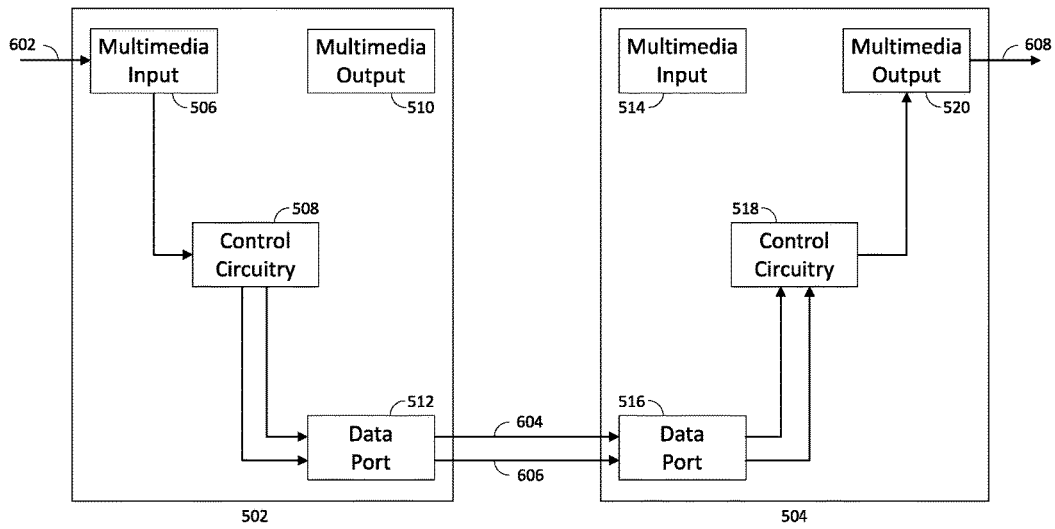 602
Multimedia
Input
506
Multimedia
Output
510
Multimedia
Input
514
Multimedia
Output
520
608
508
Control
Circuitry
518
Control
Circuitry
512
Data
Port
604
606
516
Data
Port
502
504